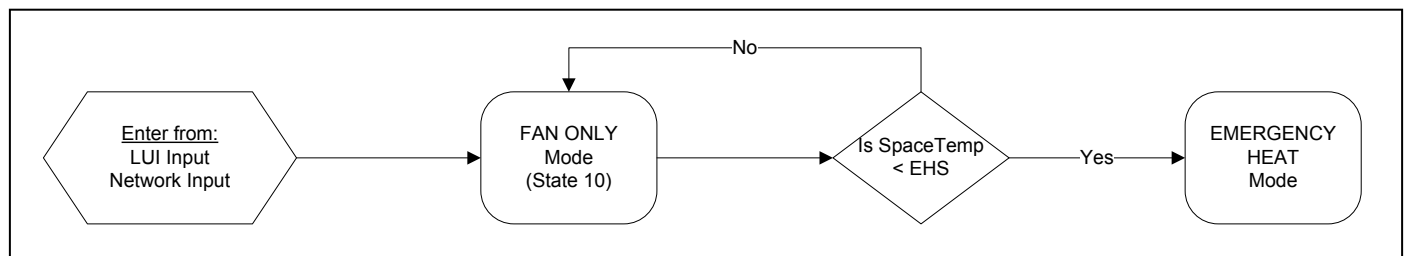 No
Enter from:
LUI Input
Network Input
FAN ONLY
Mode
(State 10)
Is SpaceTemp
< EHS
Yes
EMERGENCY
HEAT
Mode